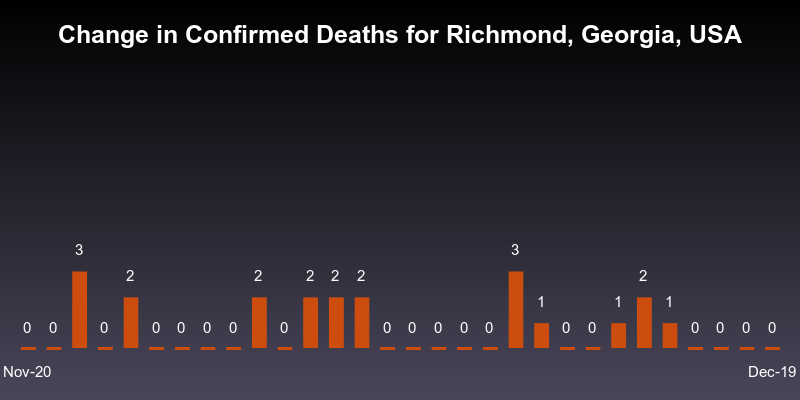 Change in Confirmed Deaths for Richmond, Georgia, USA
0 0 3 0 2 0 0 0 0 2 0 2 2 2 0 0 0 0 0 3 1 0 0 1 2 1 0 0 0 0
Nov-20 Dec-19